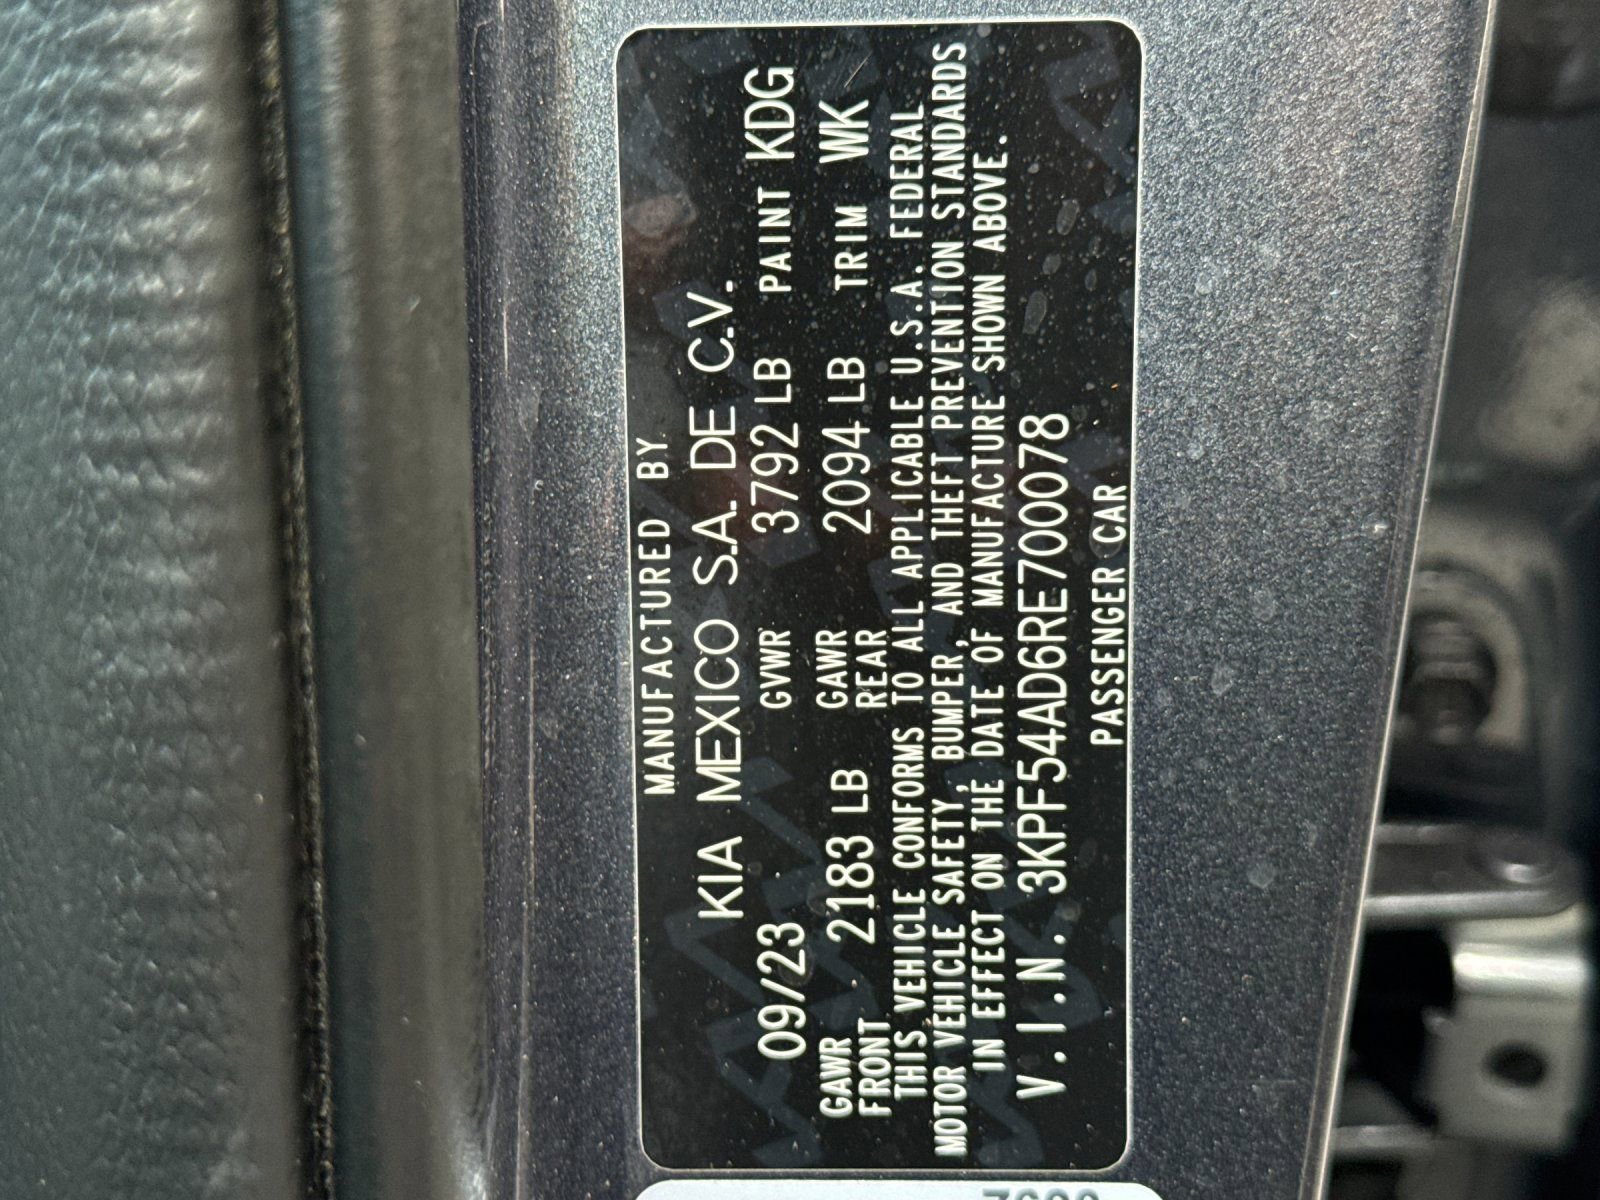 MANUFACTURED BY
KIA MEXICO S.A. DE C.V.
09/23 GVWR 3792 LB PAINT KDG
GAWR FRONT 2183 LB GAWR REAR 2094 LB TRIM WK
THIS VEHICLE CONFORMS TO ALL APPLICABLE U.S.A. FEDERAL
MOTOR VEHICLE SAFETY, BUMPER, AND THEFT PREVENTION STANDARDS
IN EFFECT ON THE DATE OF MANUFACTURE SHOWN ABOVE.
V.I.N. 3KPF54AD6RE700078
PASSENGER CAR